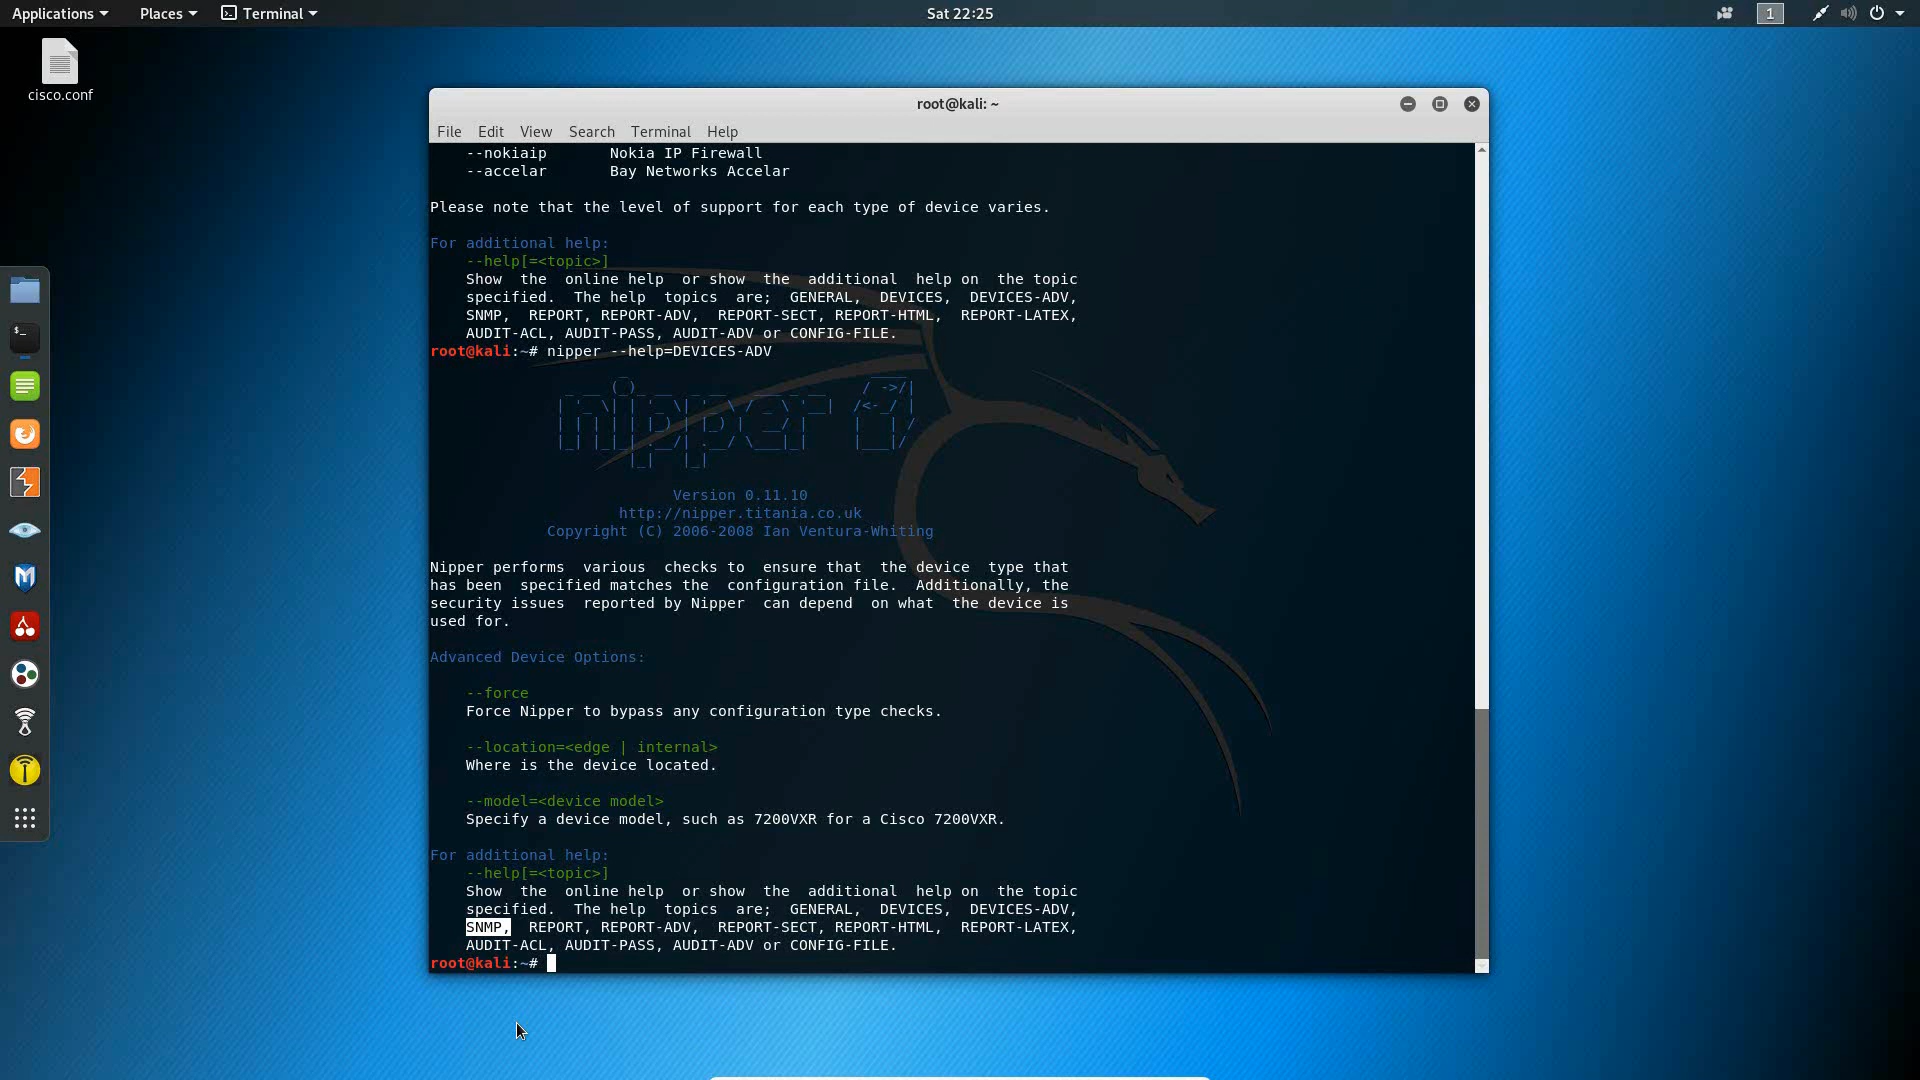 Applications Places Terminal Sat 22:25 1
cisco.conf
root@kali: ~
File Edit View Search Terminal Help
--nokiaip Nokia IP Firewall
--accelar Bay Networks Accelar
Please note that the level of support for each type of device varies.
For additional help:
--help[=<topic>]
Show the online help or show the additional help on the topic
specified. The help topics are; GENERAL, DEVICES, DEVICES-ADV,
SNMP, REPORT, REPORT-ADV, REPORT-SECT, REPORT-HTML, REPORT-LATEX,
AUDIT-ACL, AUDIT-PASS, AUDIT-ADV or CONFIG-FILE.
root@kali:~# nipper --help=DEVICES-ADV
nipper
Version 0.11.10
http://nipper.titania.co.uk
Copyright (C) 2006-2008 Ian Ventura-Whiting
Nipper performs various checks to ensure that the device type that
has been specified matches the configuration file. Additionally, the
security issues reported by Nipper can depend on what the device is
used for.
Advanced Device Options:
--force
Force Nipper to bypass any configuration type checks.
--location=<edge | internal>
Where is the device located.
--model=<device model>
Specify a device model, such as 7200VXR for a Cisco 7200VXR.
For additional help:
--help[=<topic>]
Show the online help or show the additional help on the topic
specified. The help topics are; GENERAL, DEVICES, DEVICES-ADV,
SNMP, REPORT, REPORT-ADV, REPORT-SECT, REPORT-HTML, REPORT-LATEX,
AUDIT-ACL, AUDIT-PASS, AUDIT-ADV or CONFIG-FILE.
root@kali:~#